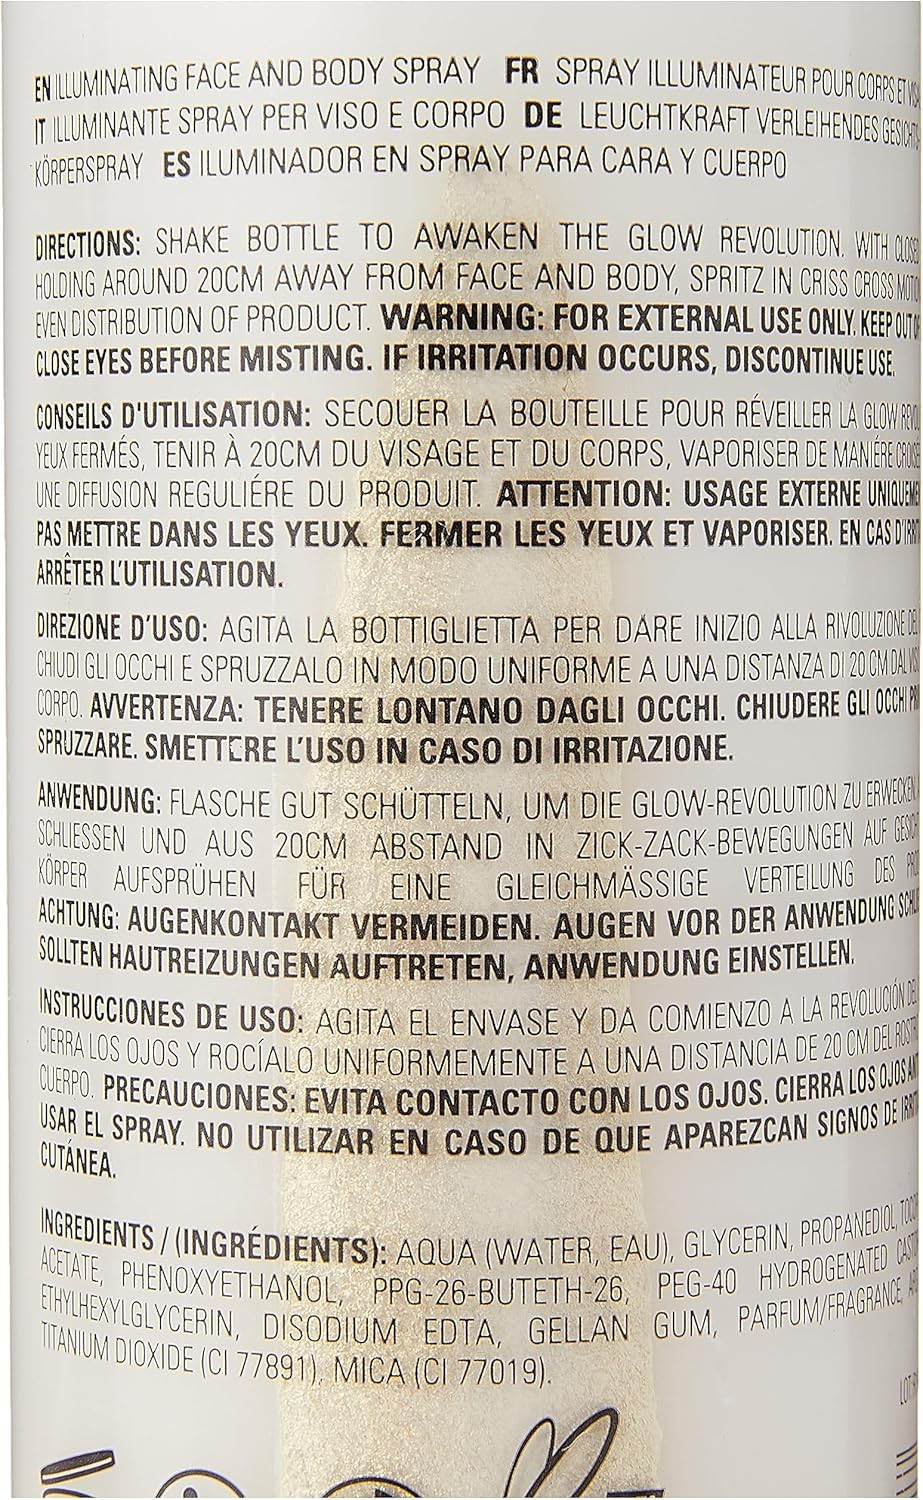 EN ILLUMINATING FACE AND BODY SPRAY FR SPRAY ILLUMINATEUR POUR CORPS ET
IT ILLUMINANTE SPRAY PER VISO E CORPO DE LEUCHTKRAFT VERLEIHENDES
KÖRPERSPRAY ES ILUMINADOR EN SPRAY PARA CARA Y CUERPO
DIRECTIONS: SHAKE BOTTLE TO AWAKEN THE GLOW REVOLUTION. WITH
HOLDING AROUND 20CM AWAY FROM FACE AND BODY, SPRITZ IN CRISS CROSS
EVEN DISTRIBUTION OF PRODUCT. WARNING: FOR EXTERNAL USE ONLY. KEEP OUT
CLOSE EYES BEFORE MISTING. IF IRRITATION OCCURS, DISCONTINUE USE.
CONSEILS D'UTILISATION: SECOUER LA BOUTEILLE POUR RÉVEILLER LA GLOW
YEUX FERMÉS, TENIR À 20CM DU VISAGE ET DU CORPS, VAPORISER DE MANIÈRE
UNE DIFFUSION REGULIÉRE DU PRODUIT. ATTENTION: USAGE EXTERNE
PAS METTRE DANS LES YEUX. FERMER LES YEUX ET VAPORISER. EN CAS
ARRÊTER L'UTILISATION.
DIREZIONE D'USO: AGITA LA BOTTIGLIETTA PER DARE INIZIO ALLA RIVOLUZIONE
CHIUDI GLI OCCHI E SPRUZZALO IN MODO UNIFORME A UNA DISTANZA DI 20 CM DAL
CORPO. AVVERTENZA: TENERE LONTANO DAGLI OCCHI. CHIUDERE GLI OCCHI
SPRUZZARE. SMETTERE L'USO IN CASO DI IRRITAZIONE.
ANWENDUNG: FLASCHE GUT SCHÜTTELN, UM DIE GLOW-REVOLUTION ZU ERWECKEN.
SCHLIESSEN UND AUS 20CM ABSTAND IN ZICK-ZACK-BEWEGUNGEN AUF
KÖRPER AUFSPRÜHEN FÜR EINE GLEICHMÄSSIGE VERTEILUNG DES
ACHTUNG: AUGENKONTAKT VERMEIDEN. AUGEN VOR DER ANWENDUNG
SOLLTEN HAUTREIZUNGEN AUFTRETEN, ANWENDUNG EINSTELLEN.
INSTRUCCIONES DE USO: AGITA EL ENVASE Y DA COMIENZO A LA REVOLUCIÓN
CIERRA LOS OJOS Y ROCÍALO UNIFORMEMENTE A UNA DISTANCIA DE 20 CM DEL
CUERPO. PRECAUCIONES: EVITA CONTACTO CON LOS OJOS. CIERRA LOS OJOS
USAR EL SPRAY. NO UTILIZAR EN CASO DE QUE APAREZCAN SIGNOS DE
CUTÁNEA.
INGREDIENTS / (INGRÉDIENTS): AQUA (WATER, EAU), GLYCERIN, PROPANEDIOL,
ACETATE, PHENOXYETHANOL, PPG-26-BUTETH-26, PEG-40 HYDROGENATED
ETHYLHEXYLGLYCERIN, DISODIUM EDTA, GELLAN GUM, PARFUM/FRAGRANCE,
TITANIUM DIOXIDE (CI 77891), MICA (CI 77019).